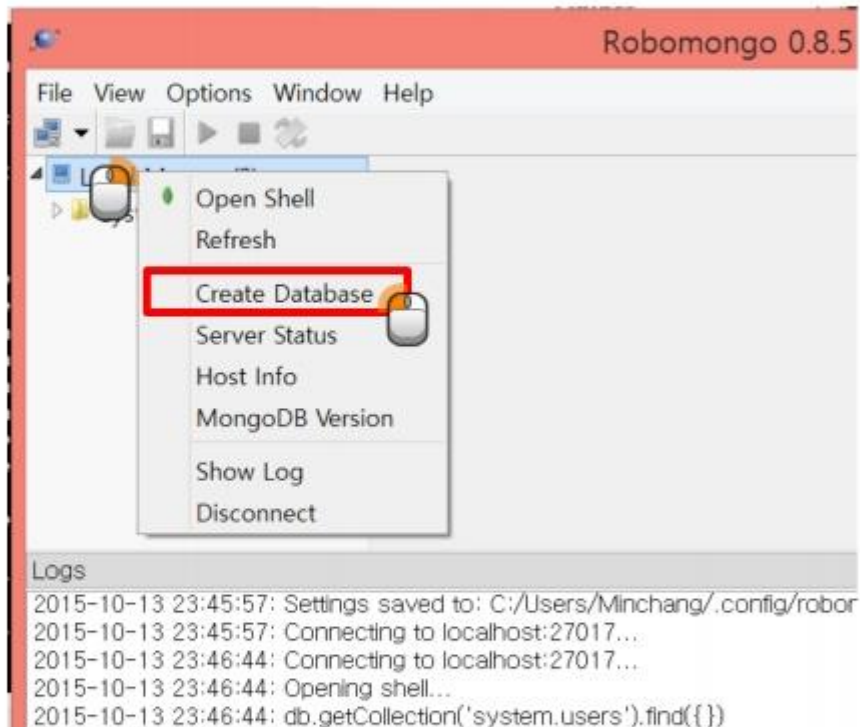 Robomongo 0.8.5
File View Options Window Help
Open Shell
Refresh
Create Database
Server Status
Host Info
MongoDB Version
Show Log
Disconnect
Logs
2015-10-13 23:45:57: Settings saved to: C:/Users/Minchang/.config/robor
2015-10-13 23:45:57: Connecting to localhost:27017...
2015-10-13 23:46:44: Connecting to localhost:27017...
2015-10-13 23:46:44: Opening shell...
2015-10-13 23:46:44: db.getCollection('system.users').find({})